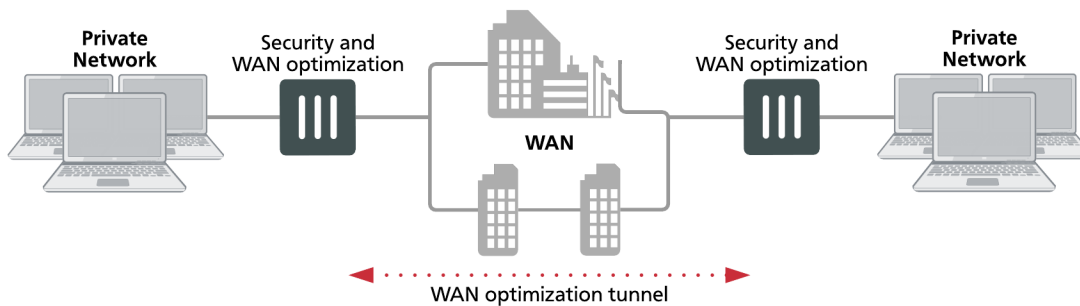 Private
Network
Security and
WAN optimization
WAN
Security and
WAN optimization
Private
Network
WAN optimization tunnel